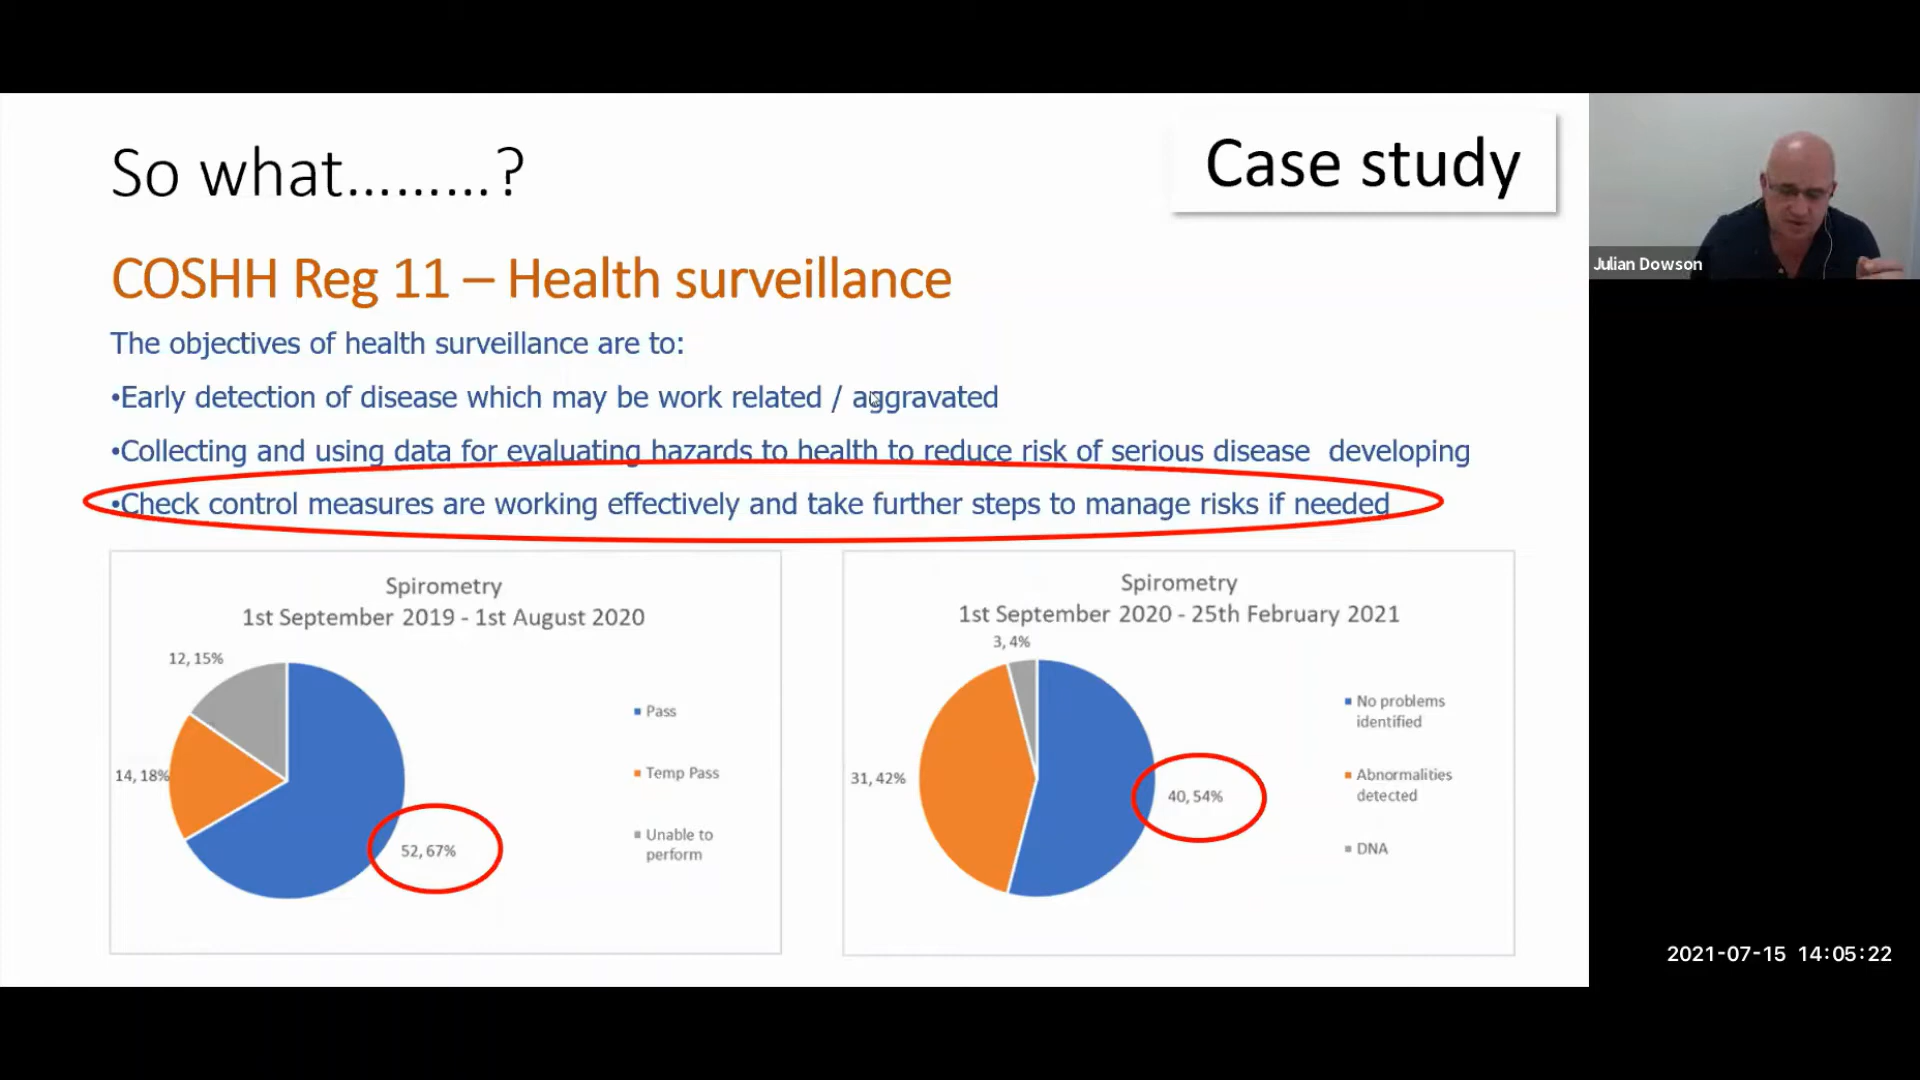 So what………?
Case study
Julian Dowson
COSHH Reg 11 – Health surveillance
The objectives of health surveillance are to:
•Early detection of disease which may be work related / aggravated
•Collecting and using data for evaluating hazards to health to reduce risk of serious disease developing
•Check control measures are working effectively and take further steps to manage risks if needed
Spirometry
1st September 2019 - 1st August 2020
12, 15%
14, 18%
52, 67%
Pass
Temp Pass
Unable to
perform
Spirometry
1st September 2020 - 25th February 2021
3, 4%
31, 42%
40, 54%
No problems
identified
Abnormalities
detected
DNA
2021-07-15 14:05:22